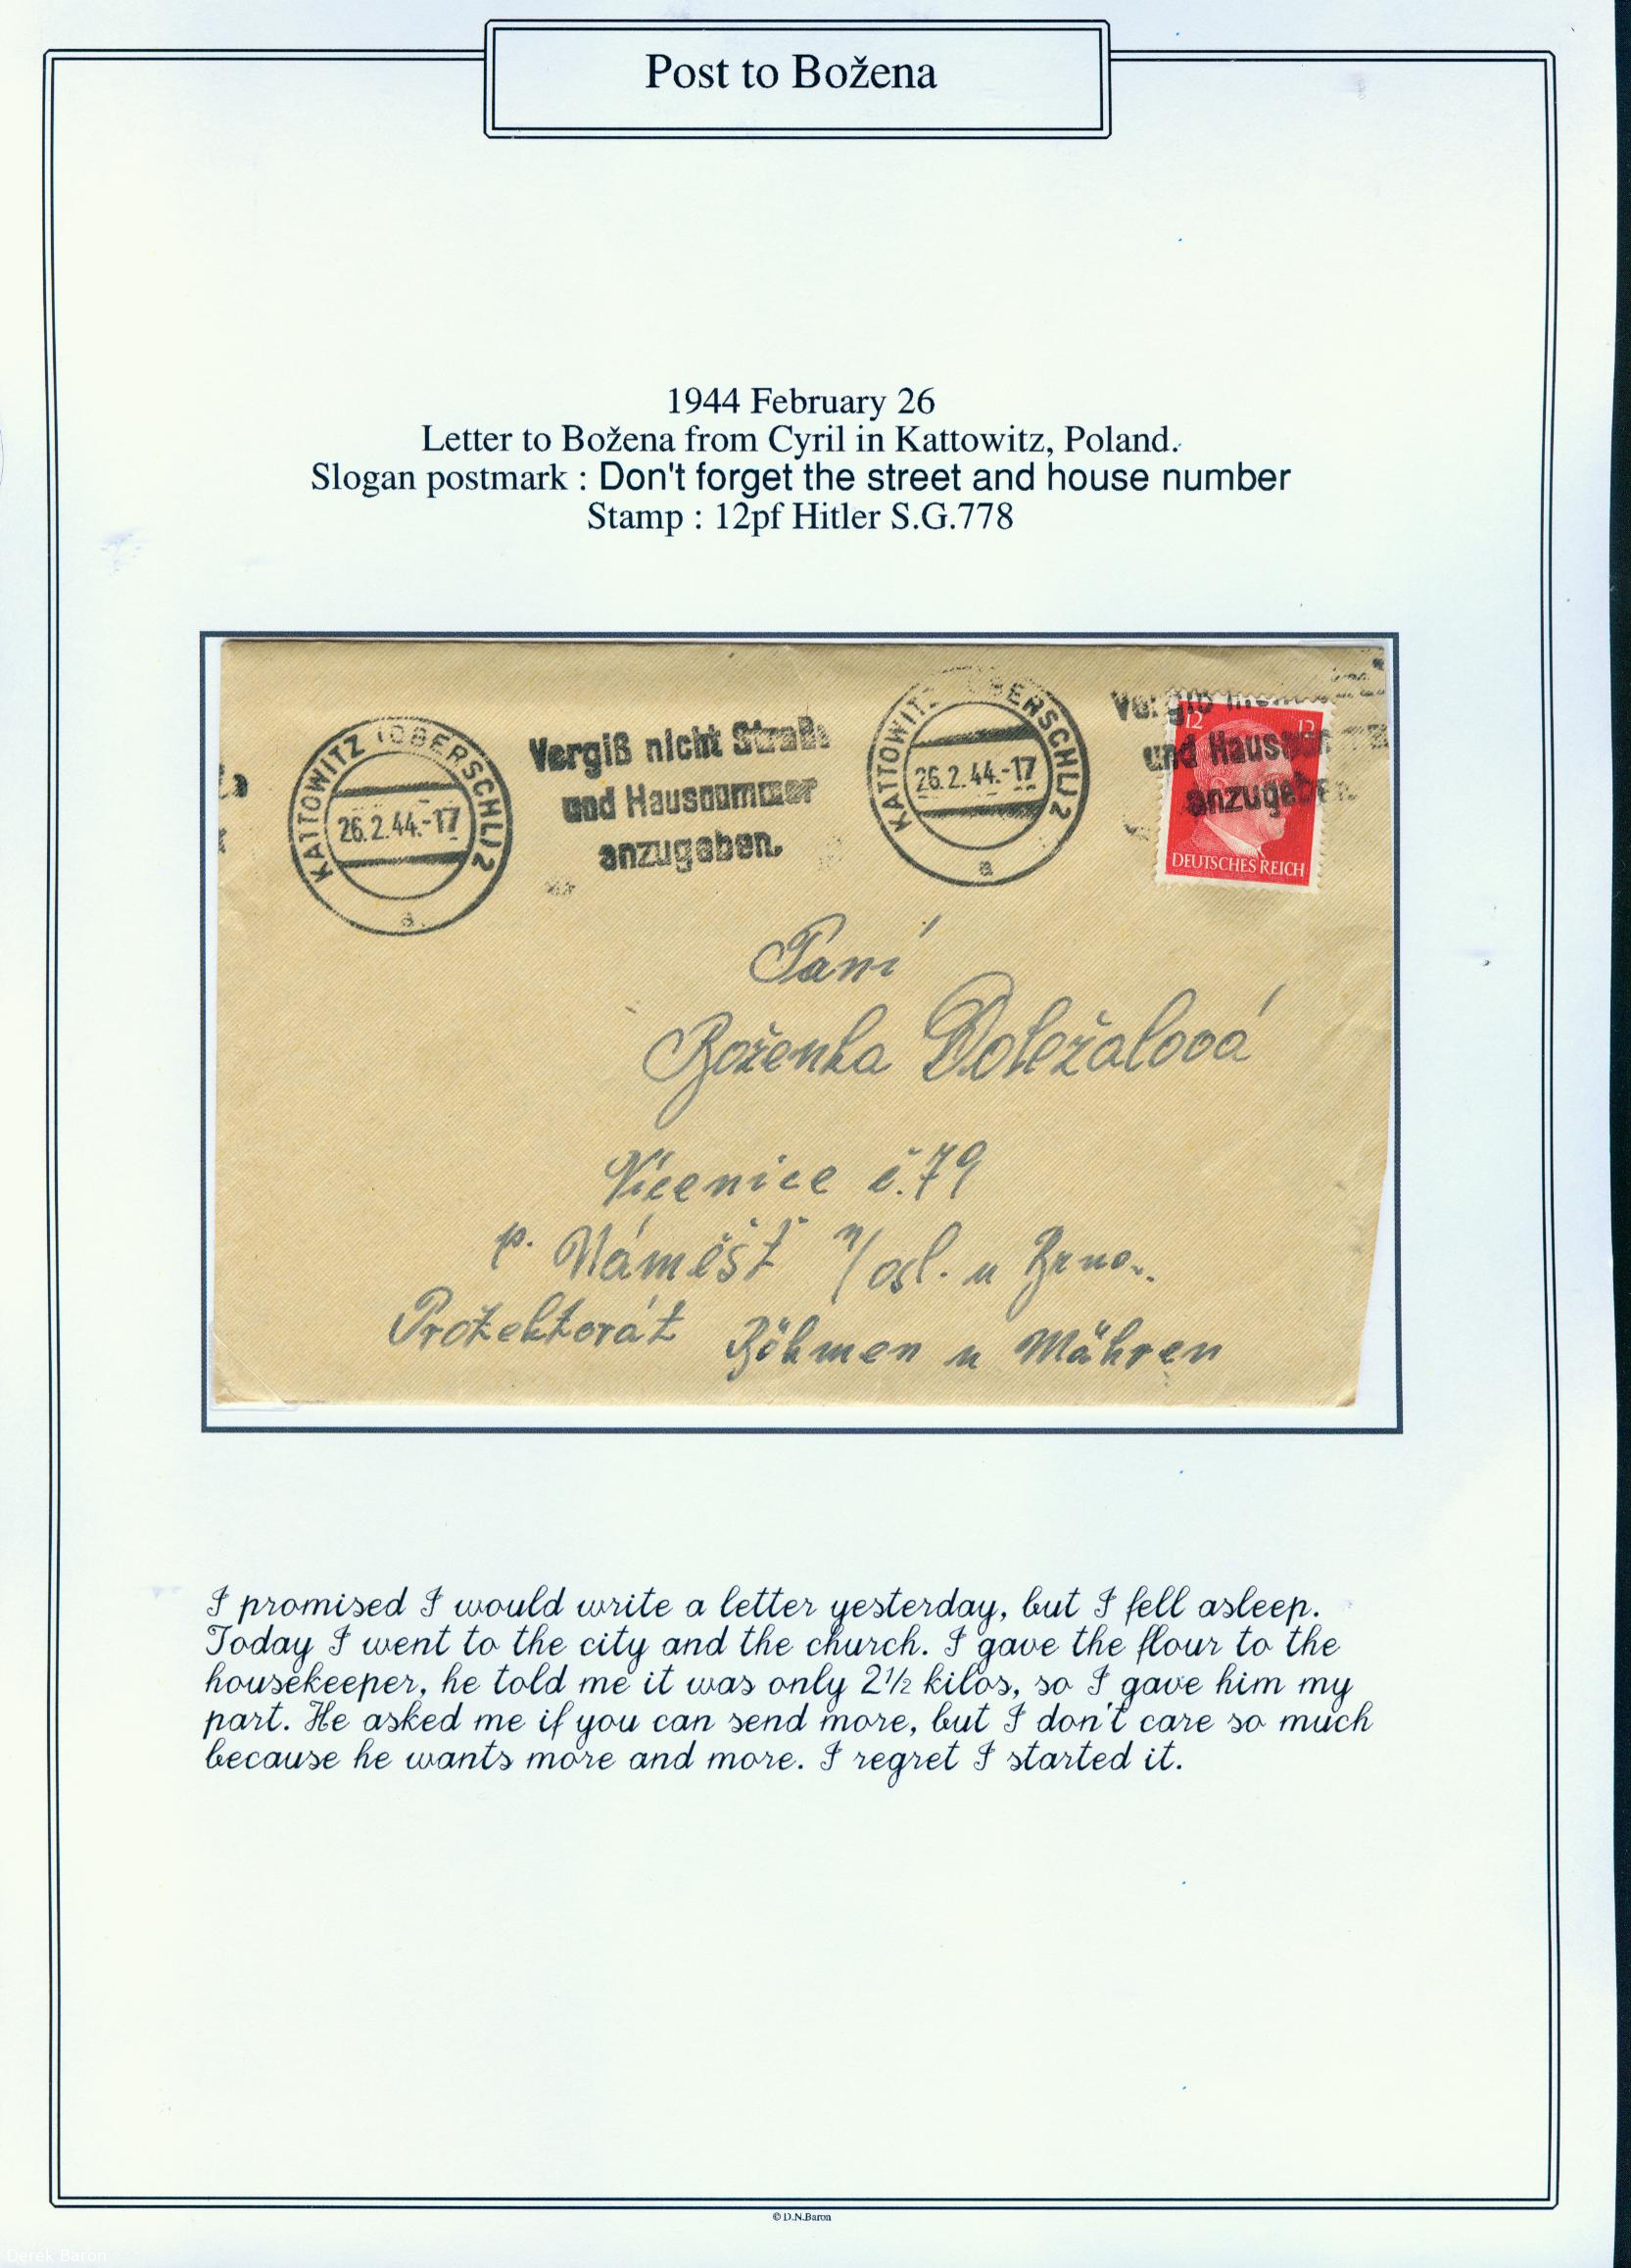 Post to Božena
1944 February 26
Letter to Božena from Cyril in Kattowitz, Poland.
Slogan postmark : Don't forget the street and house number
Stamp : 12pf Hitler S.G.778
KATTOWITZ (OBERSCHL) 2
26.2.44.-17
a
Vergiß nicht Straße
und Hausnummer
anzugeben.
KATTOWITZ (OBERSCHL) 2
26.2.44.-17
a
Vergiß nicht
und Hausnum
anzugeben.
12 12
DEUTSCHES REICH
Paní
Boženka Doležalová
Vícenice č.79
p. Náměšť n/osl. u Brna.
Protektorát Böhmen u Mähren
I promised I would write a letter yesterday, but I fell asleep.
Today I went to the city and the church. I gave the flour to the
housekeeper, he told me it was only 2½ kilos, so I gave him my
part. He asked me if you can send more, but I don't care so much
because he wants more and more. I regret I started it.
© D.N.Baron
Derek Baron